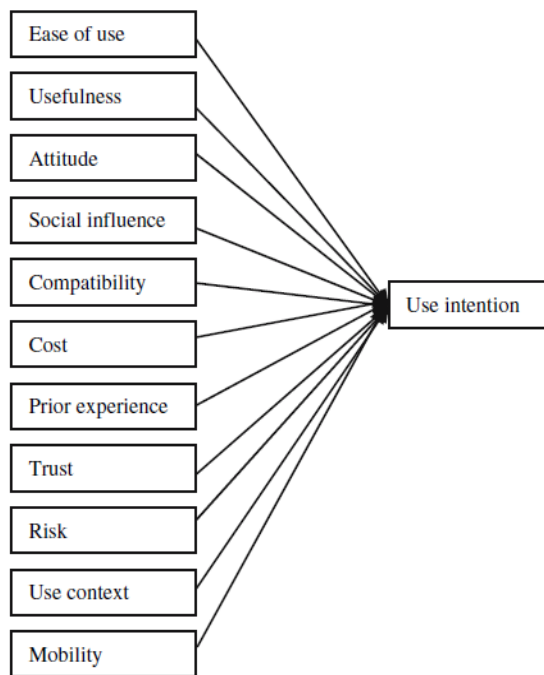 Ease of use
Usefulness
Attitude
Social influence
Compatibility
Cost
Prior experience
Trust
Risk
Use context
Mobility
Use intention